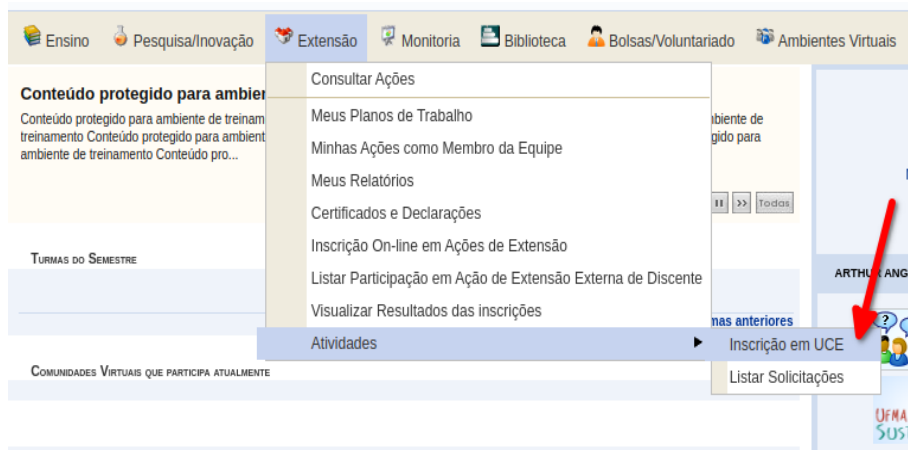 Ensino Pesquisa/Inovação Extensão Monitoria Biblioteca Bolsas/Voluntariado Ambientes Virtuais
Consultar Ações
Meus Planos de Trabalho
Minhas Ações como Membro da Equipe
Meus Relatórios
Certificados e Declarações
Inscrição On-line em Ações de Extensão
Listar Participação em Ação de Extensão Externa de Discente
Visualizar Resultados das inscrições
Atividades
Inscrição em UCE
Listar Solicitações
Conteúdo protegido para ambier
Conteúdo protegido para ambiente de treinam
treinamento Conteúdo protegido para ambient
ambiente de treinamento Conteúdo pro...
nbiente de
gido para
Todas
Turmas do Semestre
mas anteriores
Comunidades Virtuais que participa atualmente
ARTHUR ANG
UFMA
SUST